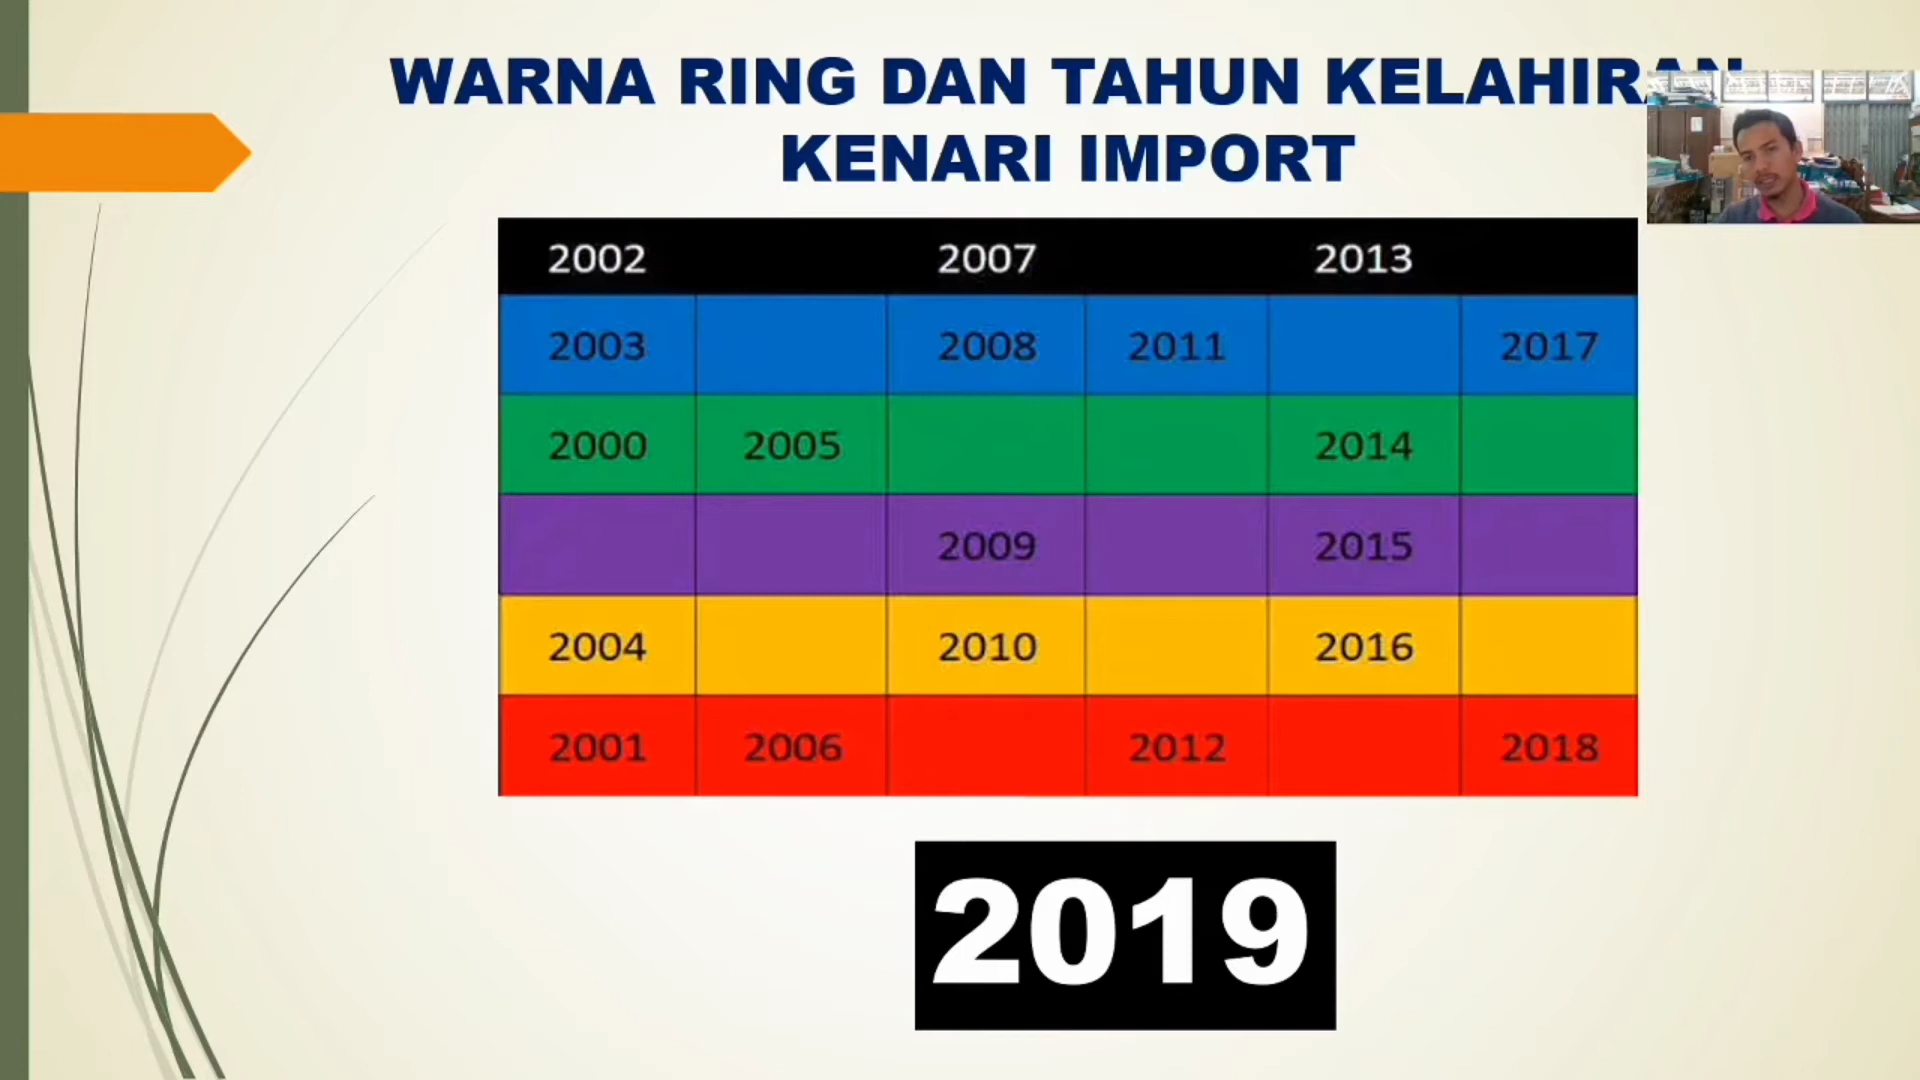 WARNA RING DAN TAHUN KELAHIRAN
KENARI IMPORT
2002 2007 2013
2003 2008 2011 2017
2000 2005 2014
2009 2015
2004 2010 2016
2001 2006 2012 2018
2019